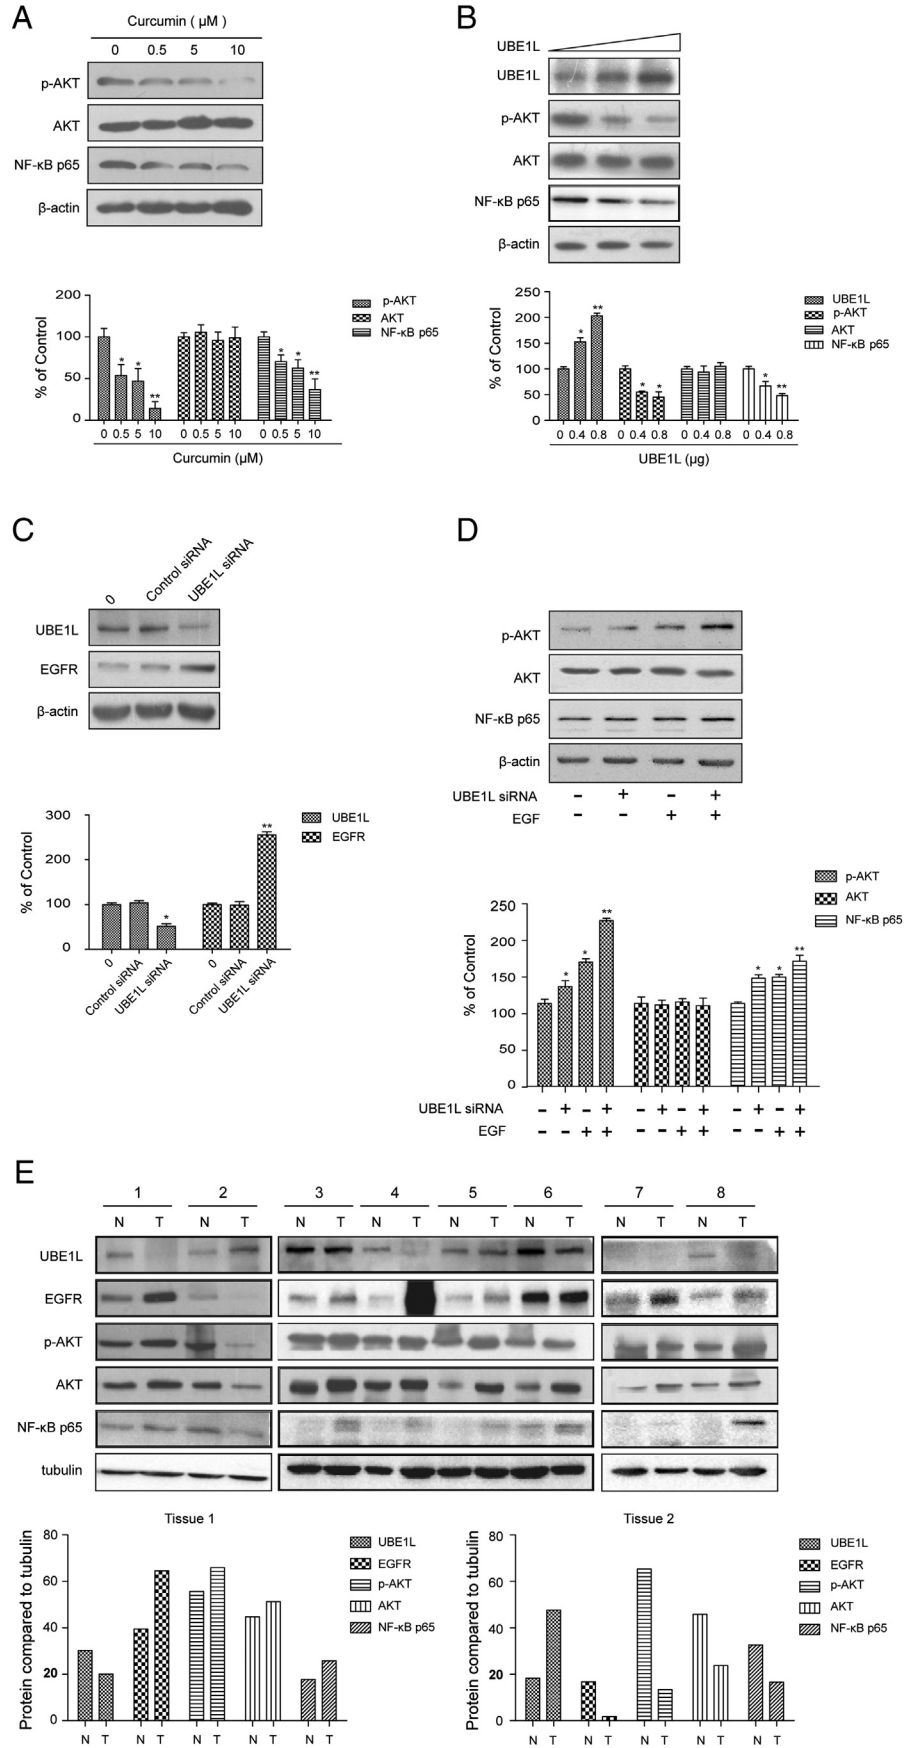 A
Curcumin ( μM )
0 0.5 5 10
p-AKT
AKT
NF-κB p65
β-actin
200
100
50
0
% of Control
p-AKT
AKT
NF-κB p65
0 0.5 5 10 0 0.5 5 10 0 0.5 5 10
* * ** * * **
Curcumin (μM)
B
UBE1L
UBE1L
p-AKT
AKT
NF-κB p65
β-actin
250
200
150
100
50
0
% of Control
UBE1L
p-AKT
AKT
NF-κB p65
* ** * * * **
0 0.4 0.8 0 0.4 0.8 0 0.4 0.8 0 0.4 0.8
UBE1L (μg)
C
0 Control siRNA UBE1L siRNA
UBE1L
EGFR
β-actin
300
200
100
0
% of Control
UBE1L
EGFR
* **
0 Control siRNA UBE1L siRNA 0 Control siRNA UBE1L siRNA
D
p-AKT
AKT
NF-κB p65
β-actin
UBE1L siRNA - + - +
EGF - - + +
250
200
150
100
50
0
% of Control
p-AKT
AKT
NF-κB p65
* * ** * * **
UBE1L siRNA - + - + - + - + - + - +
EGF - - + + - - + + - - + +
E
1 2 3 4 5 6 7 8
N T N T N T N T N T N T N T N T
UBE1L
EGFR
p-AKT
AKT
NF-κB p65
tubulin
Tissue 1
80
60
40
20
0
Protein compared to tubulin
UBE1L
EGFR
p-AKT
AKT
NF-κB p65
N T N T N T N T N T
Tissue 2
80
60
40
20
0
Protein compared to tubulin
UBE1L
EGFR
p-AKT
AKT
NF-κB p65
N T N T N T N T N T